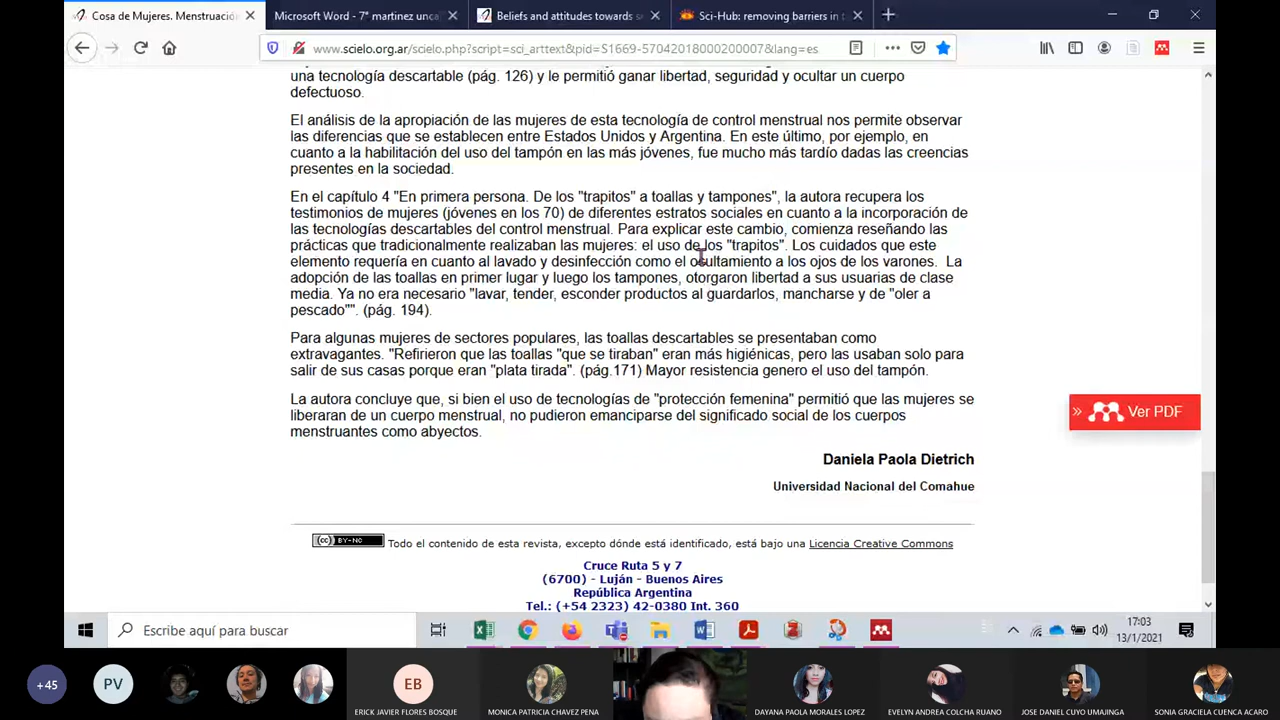 Cosa de Mujeres. Menstruación
Microsoft Word - 7ª martinez unca
Beliefs and attitudes towards s
Sci-Hub: removing barriers in t
www.scielo.org.ar/scielo.php?script=sci_arttext&pid=S1669-57042018000200007&lang=es
una tecnología descartable (pág. 126) y le permitió ganar libertad, seguridad y ocultar un cuerpo
defectuoso.
El análisis de la apropiación de las mujeres de esta tecnología de control menstrual nos permite observar
las diferencias que se establecen entre Estados Unidos y Argentina. En este último, por ejemplo, en
cuanto a la habilitación del uso del tampón en las más jóvenes, fue mucho más tardío dadas las creencias
presentes en la sociedad.
En el capítulo 4 "En primera persona. De los "trapitos" a toallas y tampones", la autora recupera los
testimonios de mujeres (jóvenes en los 70) de diferentes estratos sociales en cuanto a la incorporación de
las tecnologías descartables del control menstrual. Para explicar este cambio, comienza reseñando las
prácticas que tradicionalmente realizaban las mujeres: el uso de los "trapitos". Los cuidados que este
elemento requería en cuanto al lavado y desinfección como el ocultamiento a los ojos de los varones. La
adopción de las toallas en primer lugar y luego los tampones, otorgaron libertad a sus usuarias de clase
media. Ya no era necesario "lavar, tender, esconder productos al guardarlos, mancharse y de "oler a
pescado"". (pág. 194).
Para algunas mujeres de sectores populares, las toallas descartables se presentaban como
extravagantes. "Refirieron que las toallas "que se tiraban" eran más higiénicas, pero las usaban solo para
salir de sus casas porque eran "plata tirada". (pág.171) Mayor resistencia genero el uso del tampón.
La autora concluye que, si bien el uso de tecnologías de "protección femenina" permitió que las mujeres se
liberaran de un cuerpo menstrual, no pudieron emanciparse del significado social de los cuerpos
menstruantes como abyectos.
Ver PDF
Daniela Paola Dietrich
Universidad Nacional del Comahue
(cc) BY-NC
Todo el contenido de esta revista, excepto dónde está identificado, está bajo una Licencia Creative Commons
Cruce Ruta 5 y 7
(6700) - Luján - Buenos Aires
República Argentina
Tel.: (+54 2323) 42-0380 Int. 360
Escribe aquí para buscar
17:03
13/1/2021
+45
PV
EB
ERICK JAVIER FLORES BOSQUE
MONICA PATRICIA CHAVEZ PENA
DAYANA PAOLA MORALES LOPEZ
EVELYN ANDREA COLCHA RUANO
JOSE DANIEL CUYO UMAJINGA
SONIA GRACIELA CUENCA ACARO